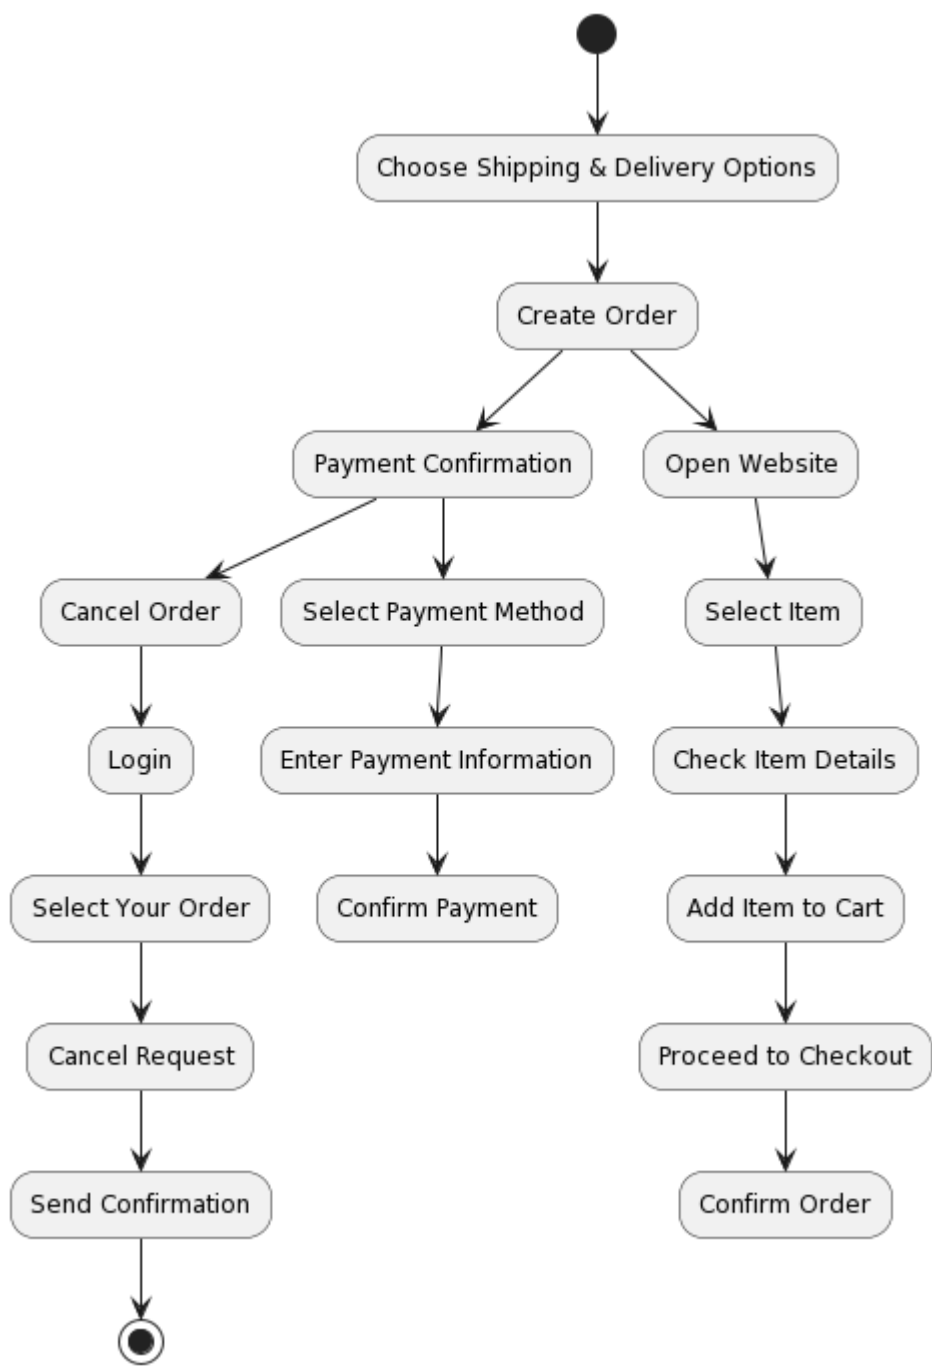 Choose Shipping & Delivery Options
Create Order
Payment Confirmation
Open Website
Cancel Order
Select Payment Method
Select Item
Login
Enter Payment Information
Check Item Details
Select Your Order
Confirm Payment
Add Item to Cart
Cancel Request
Proceed to Checkout
Send Confirmation
Confirm Order